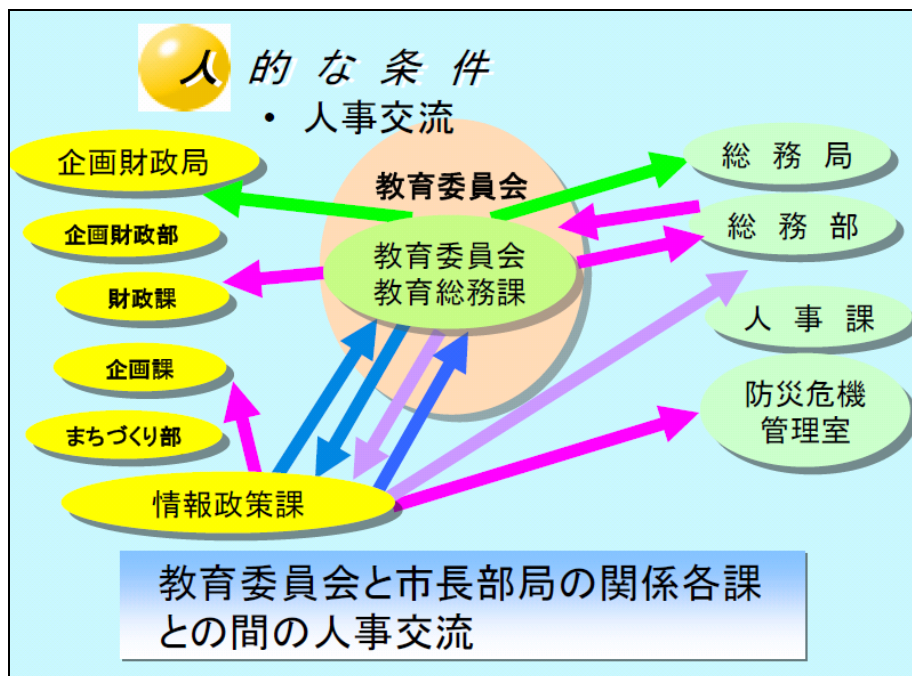 人 的 な 条 件
• 人事交流
企画財政局
企画財政部
財政課
企画課
まちづくり部
情報政策課
教育委員会
教育委員会
教育総務課
総 務 局
総 務 部
人 事 課
防災危機
管理室
教育委員会と市長部局の関係各課
との間の人事交流